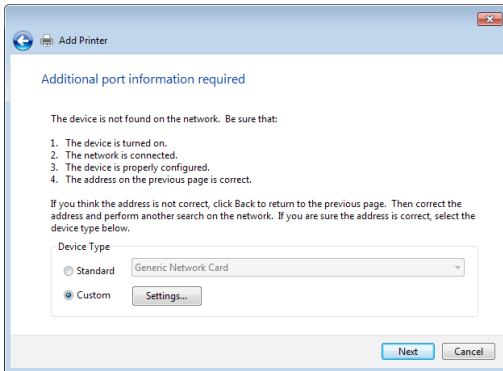 Add Printer
Additional port information required
The device is not found on the network. Be sure that:
1. The device is turned on.
2. The network is connected.
3. The device is properly configured.
4. The address on the previous page is correct.
If you think the address is not correct, click Back to return to the previous page. Then correct the
address and perform another search on the network. If you are sure the address is correct, select the
device type below.
Device Type
Standard
Generic Network Card
Custom
Settings...
Next
Cancel